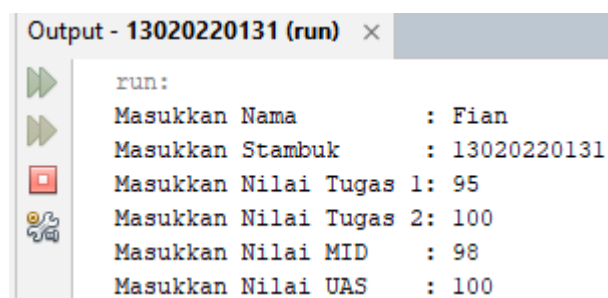 Output - 13020220131 (run) ×
run:
Masukkan Nama          : Fian
Masukkan Stambuk       : 13020220131
Masukkan Nilai Tugas 1: 95
Masukkan Nilai Tugas 2: 100
Masukkan Nilai MID    : 98
Masukkan Nilai UAS    : 100